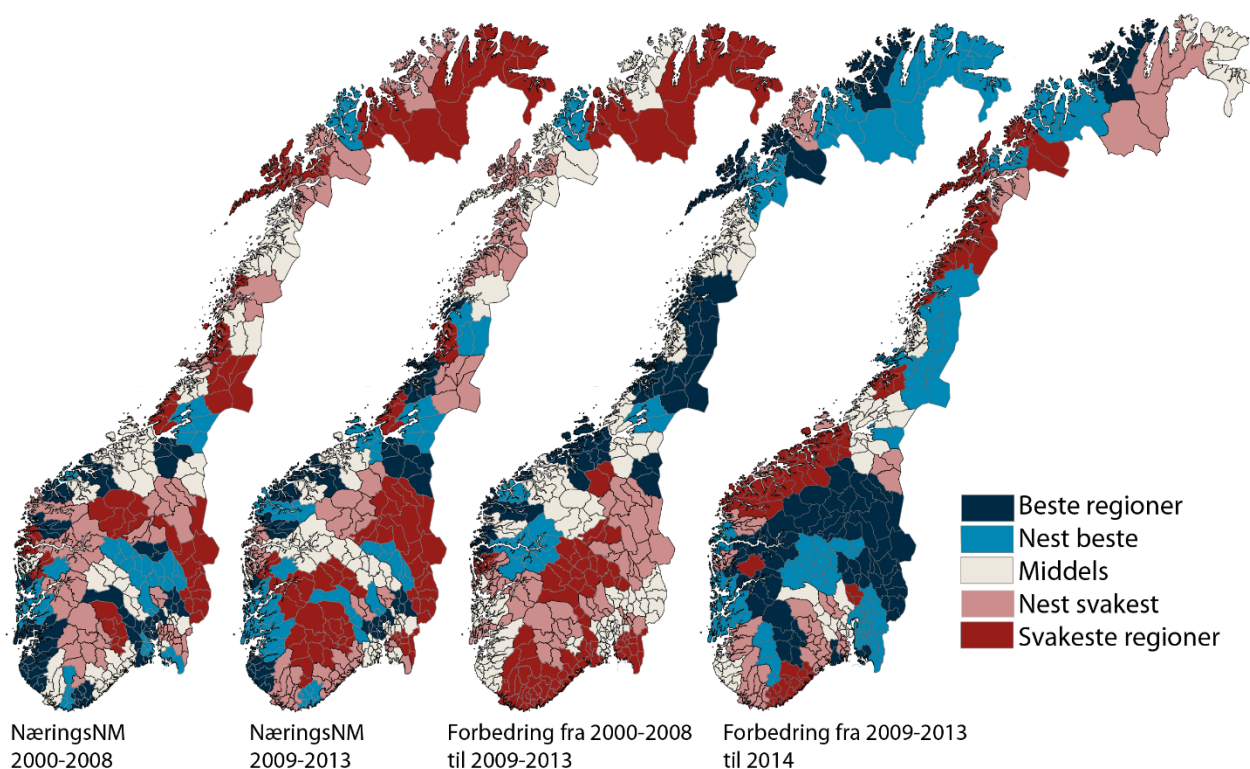 Beste regioner
Nest beste
Middels
Nest svakest
Svakeste regioner
NæringsNM
2000-2008
NæringsNM
2009-2013
Forbedring fra 2000-2008
til 2009-2013
Forbedring fra 2009-2013
til 2014